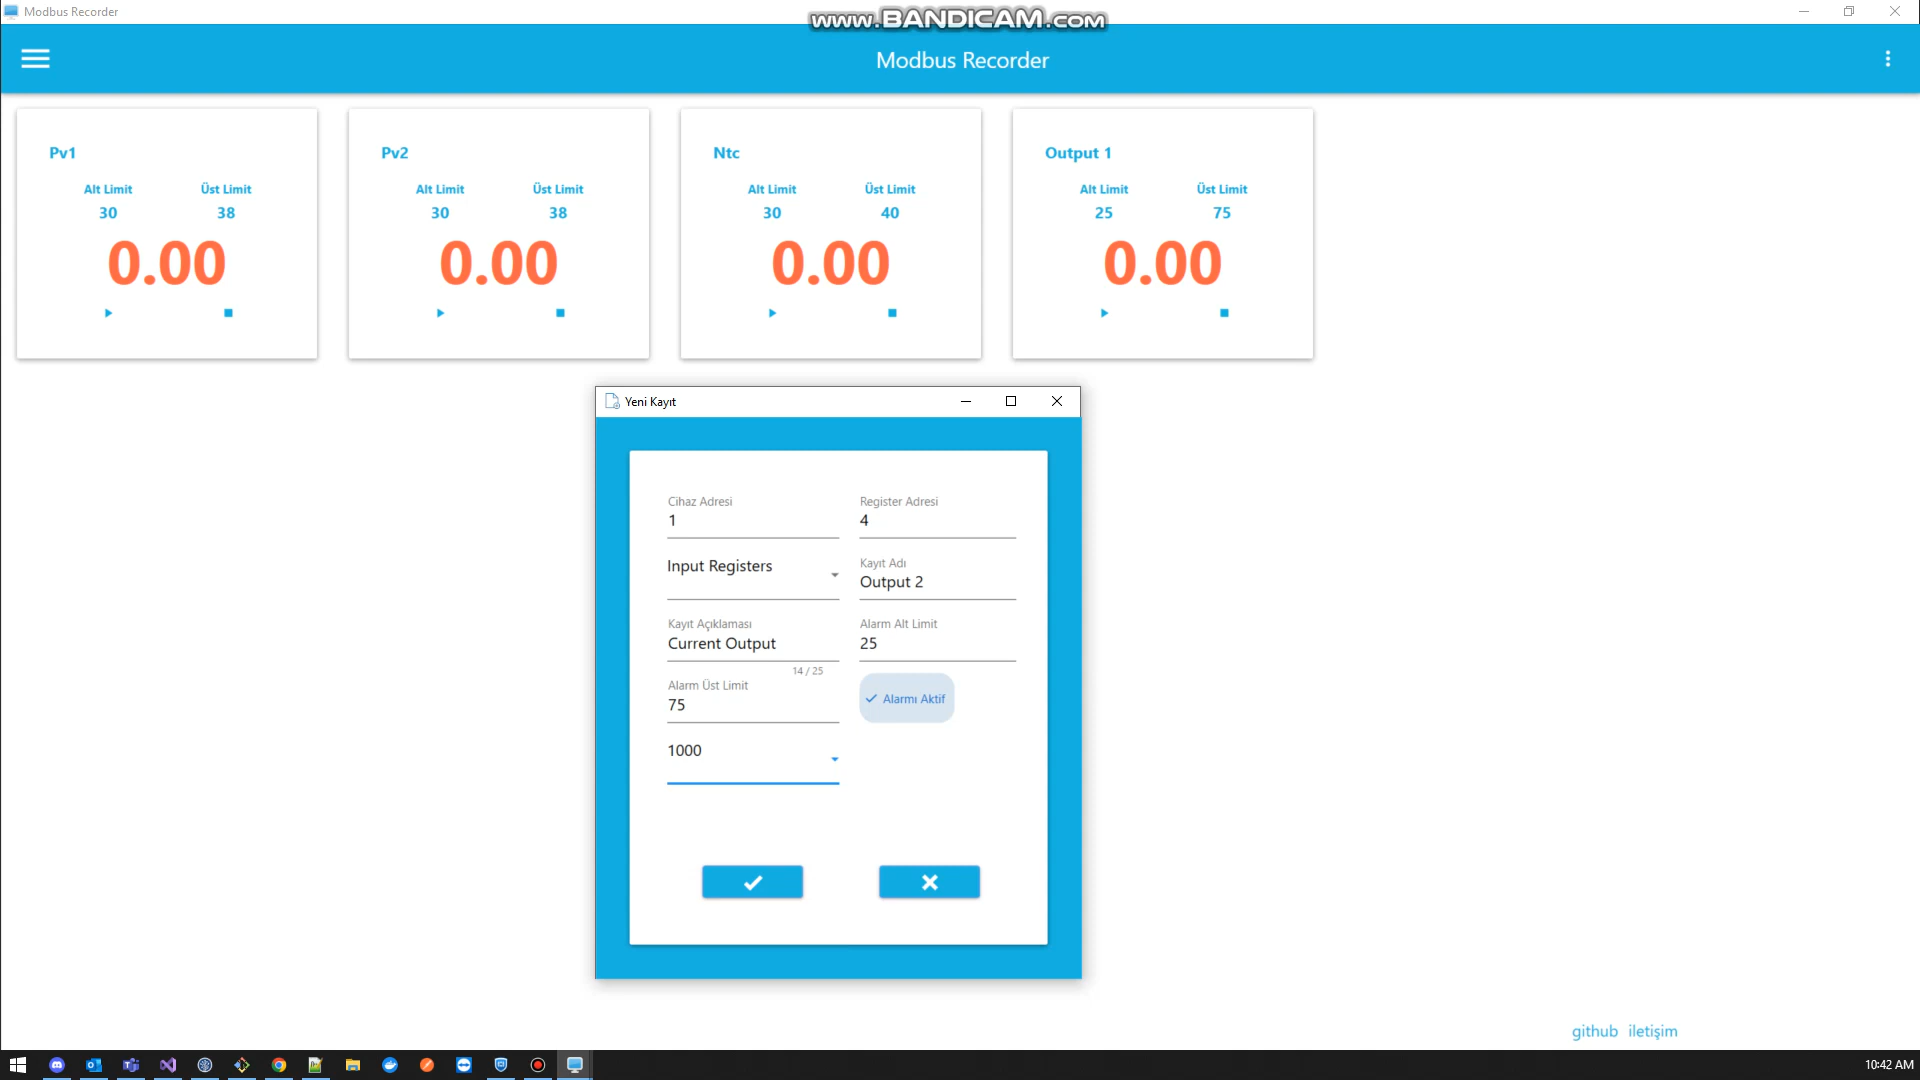 Modbus Recorder
www.BANDICAM.com
Modbus Recorder
Pv1
Alt Limit Üst Limit
30 38
0.00
Pv2
Alt Limit Üst Limit
30 38
0.00
Ntc
Alt Limit Üst Limit
30 40
0.00
Output 1
Alt Limit Üst Limit
25 75
0.00
Yeni Kayıt
Cihaz Adresi Register Adresi
1 4
Input Registers
Kayıt Adı
Output 2
Kayıt Açıklaması Alarm Alt Limit
Current Output 25
14 / 25
Alarm Üst Limit
75
Alarmı Aktif
1000
github iletişim
10:42 AM